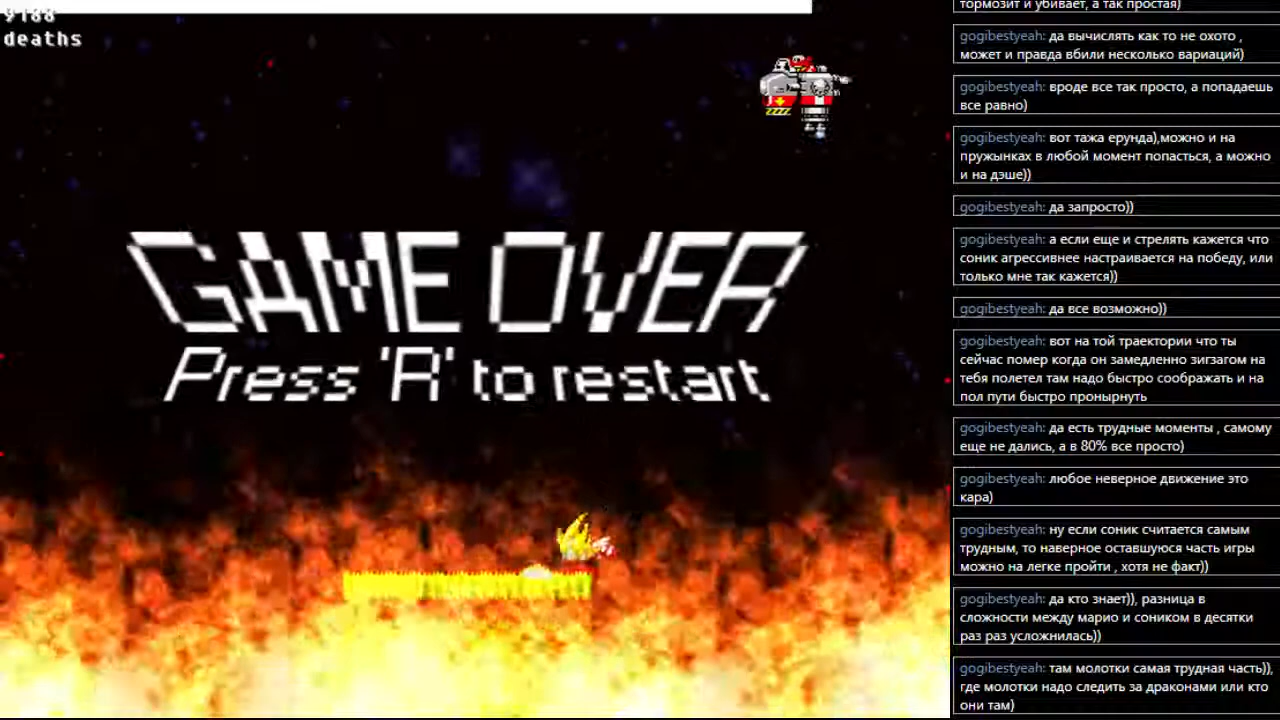 9188
deaths
GAME OVER
Press 'R' to restart
тормозит и убивает, а так простая)
gogibestyeah: да вычислять как то не охото ,
может и правда вбили несколько вариаций)
gogibestyeah: вроде все так просто, а попадаешь
все равно)
gogibestyeah: вот тажа ерунда),можно и на
пружынках в любой момент попасться, а можно
и на дэше))
gogibestyeah: да запросто))
gogibestyeah: а если еще и стрелять кажется что
соник агрессивнее настраивается на победу, или
только мне так кажется))
gogibestyeah: да все возможно))
gogibestyeah: вот на той траектории что ты
сейчас помер когда он замедленно зигзагом на
тебя полетел там надо быстро соображать и на
пол пути быстро пронырнуть
gogibestyeah: да есть трудные моменты , самому
еще не дались, а в 80% все просто)
gogibestyeah: любое неверное движение это
кара)
gogibestyeah: ну если соник считается самым
трудным, то наверное оставшуюся часть игры
можно на легке пройти , хотя не факт))
gogibestyeah: да кто знает)), разница в
сложности между марио и соником в десятки
раз раз усложнилась))
gogibestyeah: там молотки самая трудная часть)),
где молотки надо следить за драконами или кто
они там)